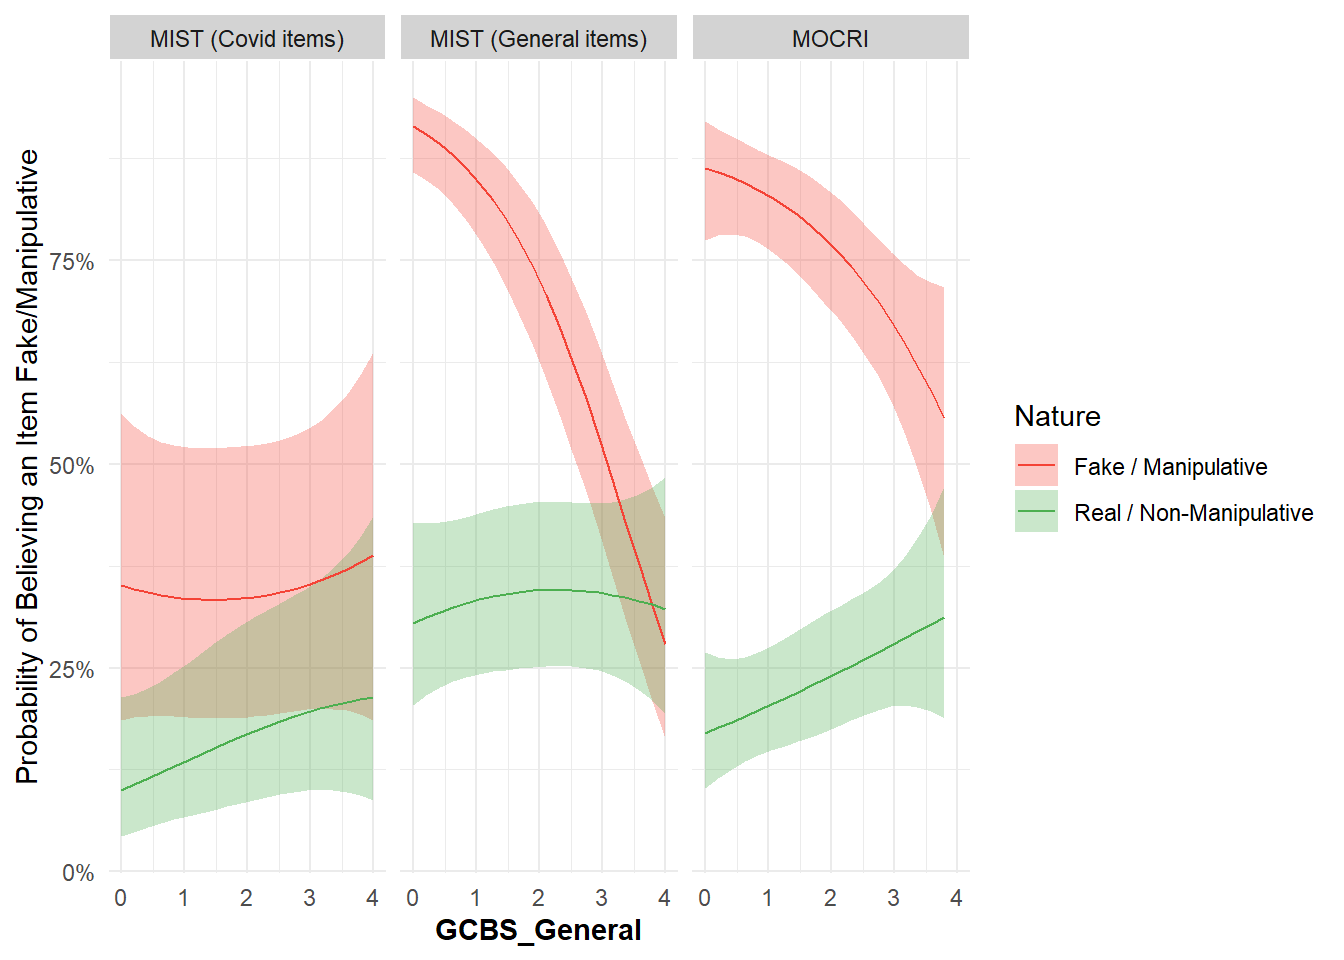 MIST (Covid items)
MIST (General items)
MOCRI
Probability of Believing an Item Fake/Manipulative
75%
50%
25%
0%
0 1 2 3 4
0 1 2 3 4
0 1 2 3 4
GCBS_General
Nature
Fake / Manipulative
Real / Non-Manipulative